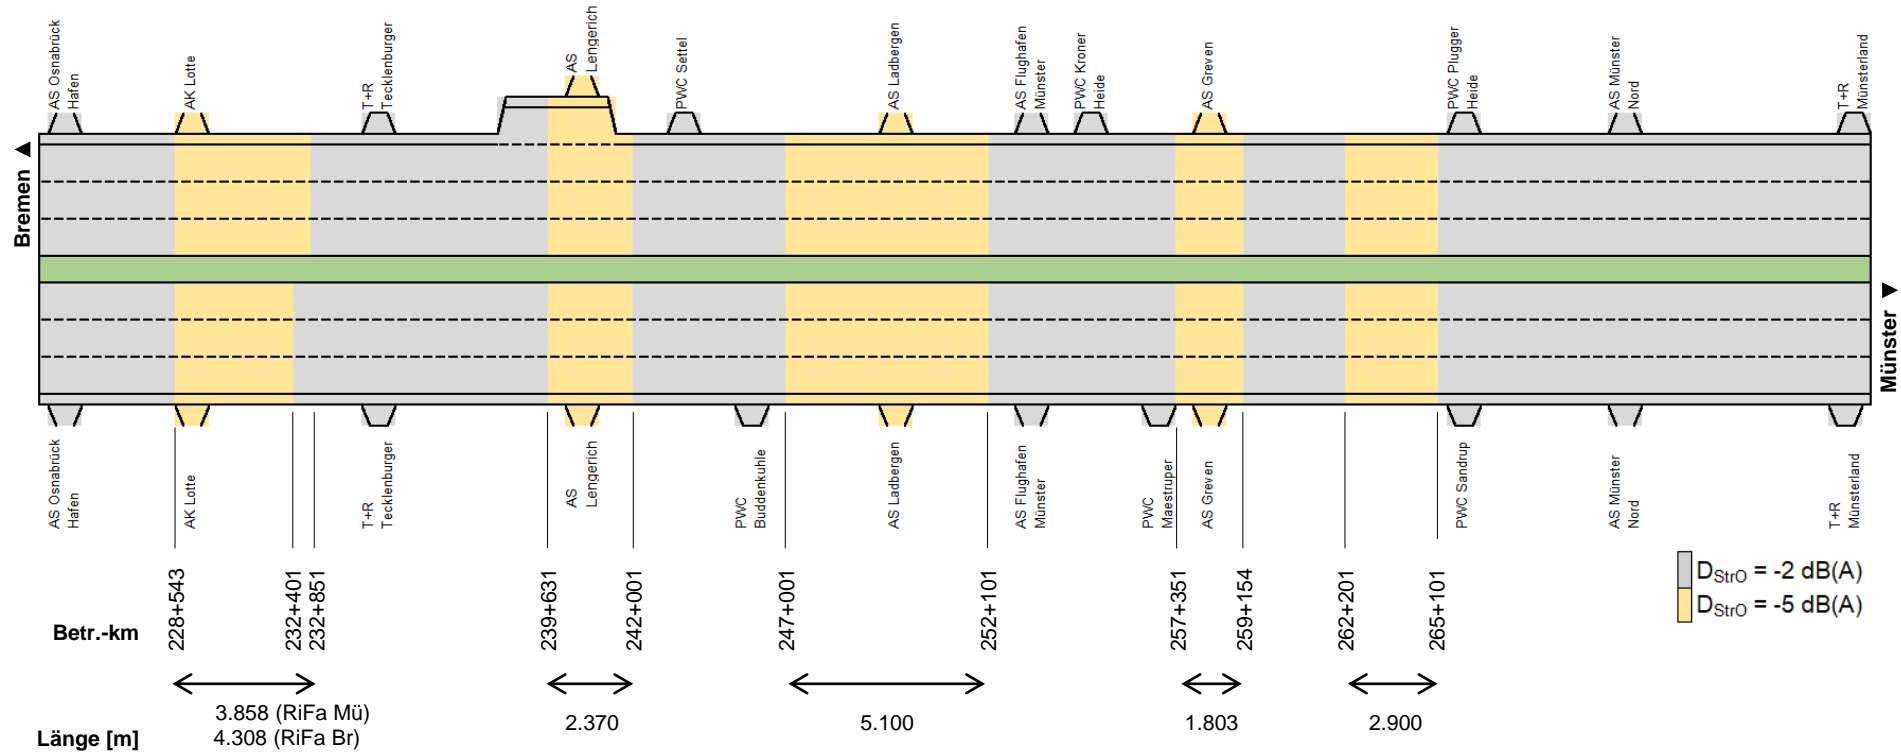 AS Osnabrück
Hafen
AK Lotte
T+R
Tecklenburger
AS
Lengerich
PWC Settel
AS Ladbergen
AS Flughafen
Münster
PWC Kroner
Heide
AS Greven
PWC Plugger
Heide
AS Münster
Nord
T+R
Münsterland
Bremen ▲
Münster ▼
AS Osnabrück
Hafen
AK Lotte
T+R
Tecklenburger
AS
Lengerich
PWC
Buddenkuhle
AS Ladbergen
AS Flughafen
Münster
PWC
Maestruper
AS Greven
PWC Sandrup
AS Münster
Nord
T+R
Münsterland
DStrO = -2 dB(A)
DStrO = -5 dB(A)
Betr.-km
228+543
232+401
232+851
239+631
242+001
247+001
252+101
257+351
259+154
262+201
265+101
Länge [m]
3.858 (RiFa Mü)
4.308 (RiFa Br)
2.370
5.100
1.803
2.900